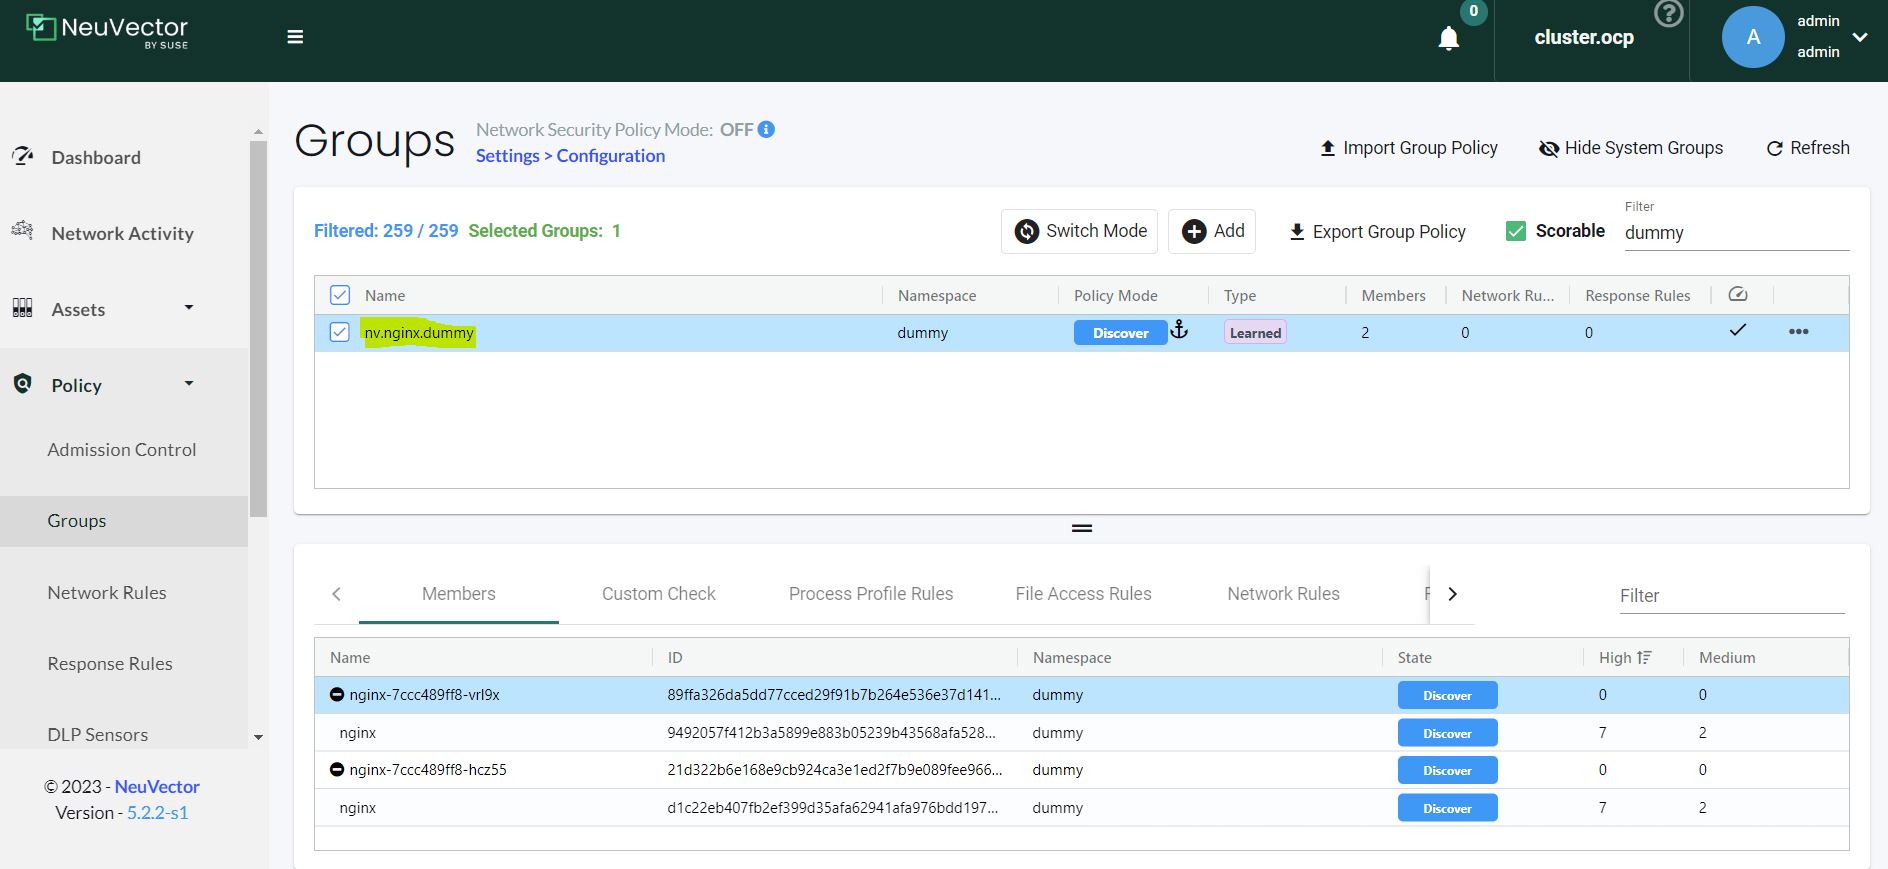 NeuVector
BY SUSE
0
cluster.ocp
?
A
admin
admin
Dashboard
Network Activity
Assets
Policy
Admission Control
Groups
Network Rules
Response Rules
DLP Sensors
© 2023 - NeuVector
Version - 5.2.2-s1
Groups
Network Security Policy Mode: OFF
Settings > Configuration
Import Group Policy
Hide System Groups
Refresh
Filtered: 259 / 259 Selected Groups: 1
Switch Mode
Add
Export Group Policy
Scorable
Filter
dummy
Name Namespace Policy Mode Type Members Network Ru... Response Rules
nv.nginx.dummy dummy Discover Learned 2 0 0
Members Custom Check Process Profile Rules File Access Rules Network Rules
Filter
Name ID Namespace State High Medium
nginx-7ccc489ff8-vrl9x 89ffa326da5dd77cced29f91b7b264e536e37d141... dummy Discover 0 0
nginx 9492057f412b3a5899e883b05239b43568afa528... dummy Discover 7 2
nginx-7ccc489ff8-hcz55 21d322b6e168e9cb924ca3e1ed2f7b9e089fee966... dummy Discover 0 0
nginx d1c22eb407fb2ef399d35afa62941afa976bdd197... dummy Discover 7 2